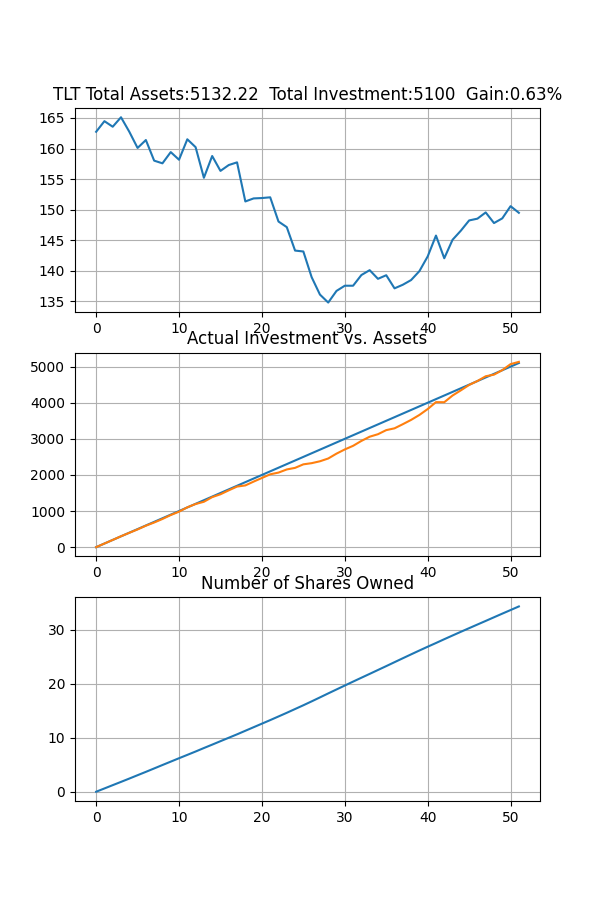 TLT Total Assets:5132.22  Total Investment:5100  Gain:0.63%
165
160
155
150
145
140
135
0 10 20 30 40 50
Actual Investment vs. Assets
5000
4000
3000
2000
1000
0
0 10 20 30 40 50
Number of Shares Owned
30
20
10
0
0 10 20 30 40 50